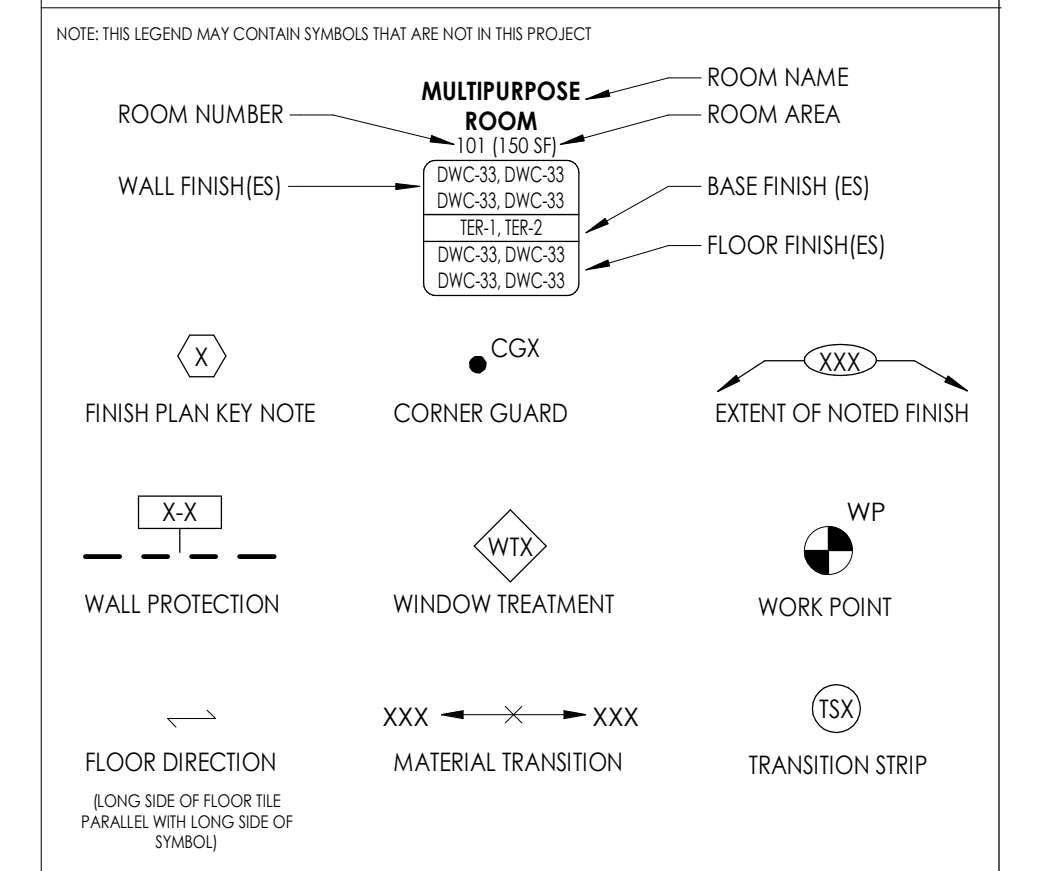 NOTE: THIS LEGEND MAY CONTAIN SYMBOLS THAT ARE NOT IN THIS PROJECT
ROOM NUMBER
MULTIPURPOSE
ROOM
101 (150 SF)
ROOM NAME
ROOM AREA
WALL FINISH(ES)
DWC-33, DWC-33
DWC-33, DWC-33
TER-1, TER-2
DWC-33, DWC-33
DWC-33, DWC-33
BASE FINISH (ES)
FLOOR FINISH(ES)
X
FINISH PLAN KEY NOTE
CGX
CORNER GUARD
XXX
EXTENT OF NOTED FINISH
X-X
WALL PROTECTION
WTX
WINDOW TREATMENT
WP
WORK POINT
FLOOR DIRECTION
(LONG SIDE OF FLOOR TILE
PARALLEL WITH LONG SIDE OF
SYMBOL)
XXX XXX
MATERIAL TRANSITION
TSX
TRANSITION STRIP